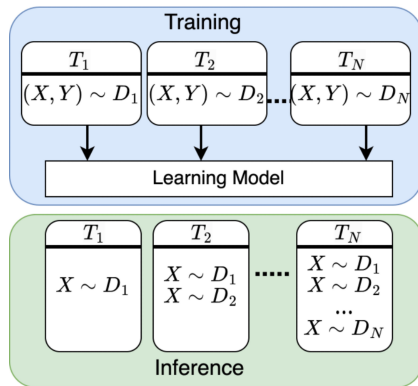 Training
T_1 T_2 T_N
(X, Y) ~ D_1 (X, Y) ~ D_2 .... (X, Y) ~ D_N
Learning Model
T_1 T_2 T_N
X ~ D_1
X ~ D_1
X ~ D_2
.....
X ~ D_1
X ~ D_2
...
X ~ D_N
Inference